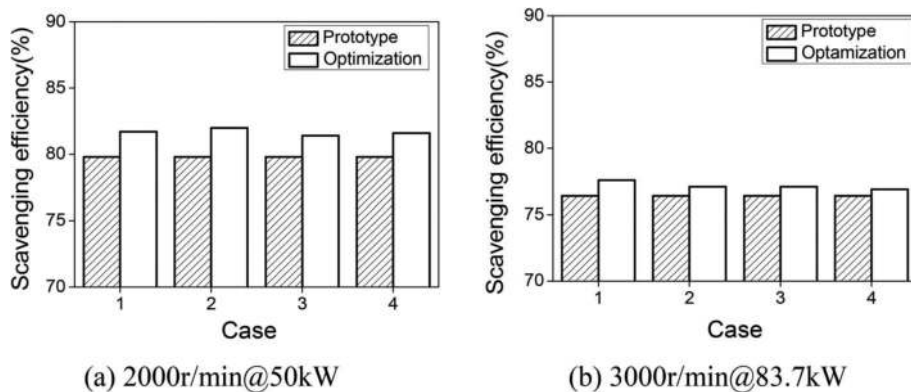 90
85
80
75
70
Scavenging efficiency(%)
Prototype
Optimization
1 2 3 4
Case
(a) 2000r/min@50kW
90
85
80
75
70
Scavenging efficiency(%)
Prototype
Optamization
1 2 3 4
Case
(b) 3000r/min@83.7kW